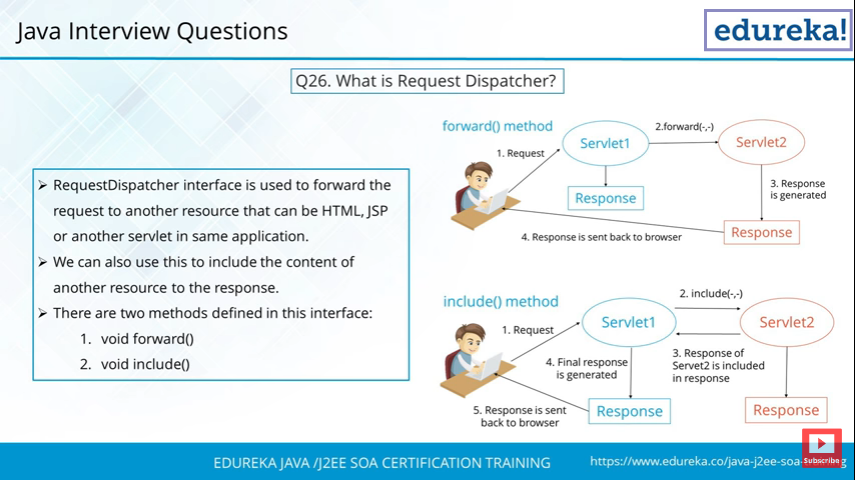 Java Interview Questions
edureka!
Q26. What is Request Dispatcher?
➢ RequestDispatcher interface is used to forward the
request to another resource that can be HTML, JSP
or another servlet in same application.
➢ We can also use this to include the content of
another resource to the response.
➢ There are two methods defined in this interface:
1. void forward()
2. void include()
forward() method
1. Request
Servlet1
2.forward(-,-)
Servlet2
Response
3. Response
is generated
Response
4. Response is sent back to browser
include() method
1. Request
Servlet1
2. include(-,-)
Servlet2
3. Response of
Servet2 is included
in response
4. Final response
is generated
5. Response is sent
back to browser
Response
Response
EDUREKA JAVA /J2EE SOA CERTIFICATION TRAINING
https://www.edureka.co/java-j2ee-soa-
Subscribe